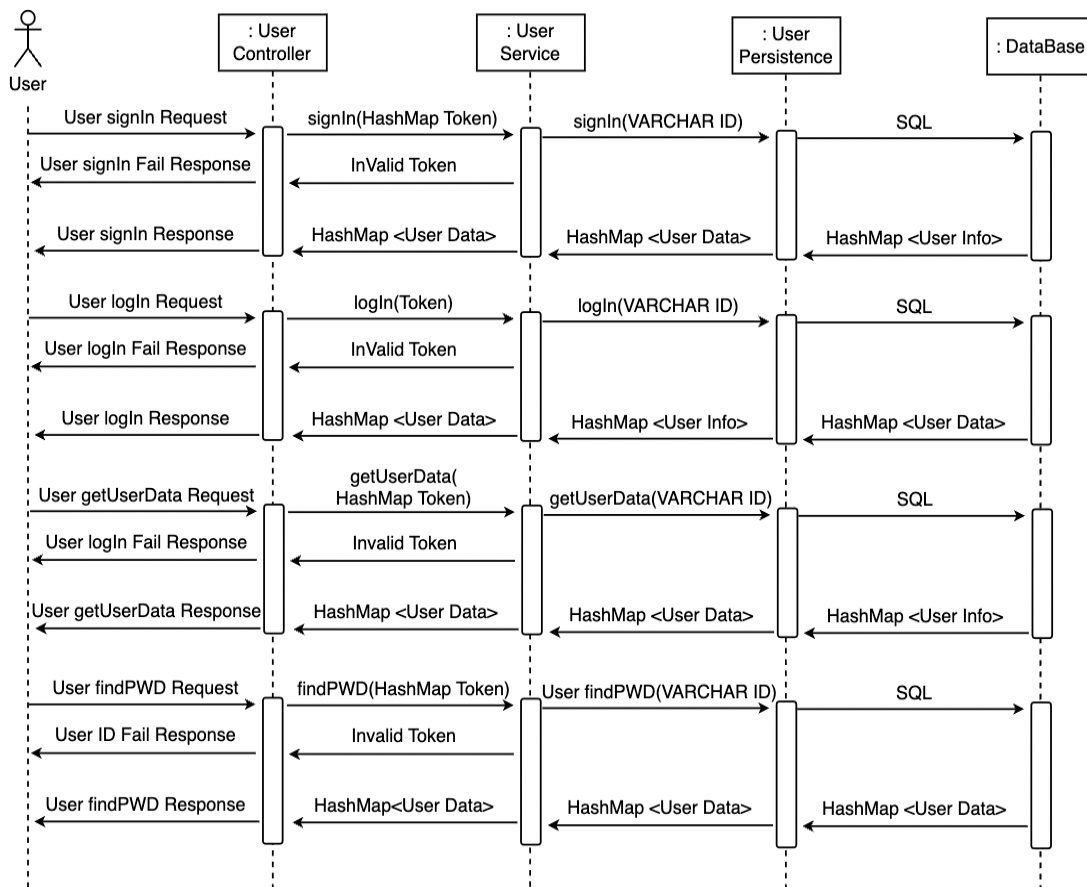 User
: User
Controller
: User
Service
: User
Persistence
: DataBase
User signIn Request
signIn(HashMap Token)
signIn(VARCHAR ID)
SQL
User signIn Fail Response
InValid Token
User signIn Response
HashMap <User Data>
HashMap <User Data>
HashMap <User Info>
User logIn Request
logIn(Token)
logIn(VARCHAR ID)
SQL
User logIn Fail Response
InValid Token
User logIn Response
HashMap <User Data>
HashMap <User Info>
HashMap <User Data>
User getUserData Request
getUserData(
HashMap Token)
getUserData(VARCHAR ID)
SQL
User logIn Fail Response
Invalid Token
User getUserData Response
HashMap <User Data>
HashMap <User Data>
HashMap <User Info>
User findPWD Request
findPWD(HashMap Token)
User findPWD(VARCHAR ID)
SQL
User ID Fail Response
Invalid Token
User findPWD Response
HashMap<User Data>
HashMap <User Data>
HashMap <User Data>